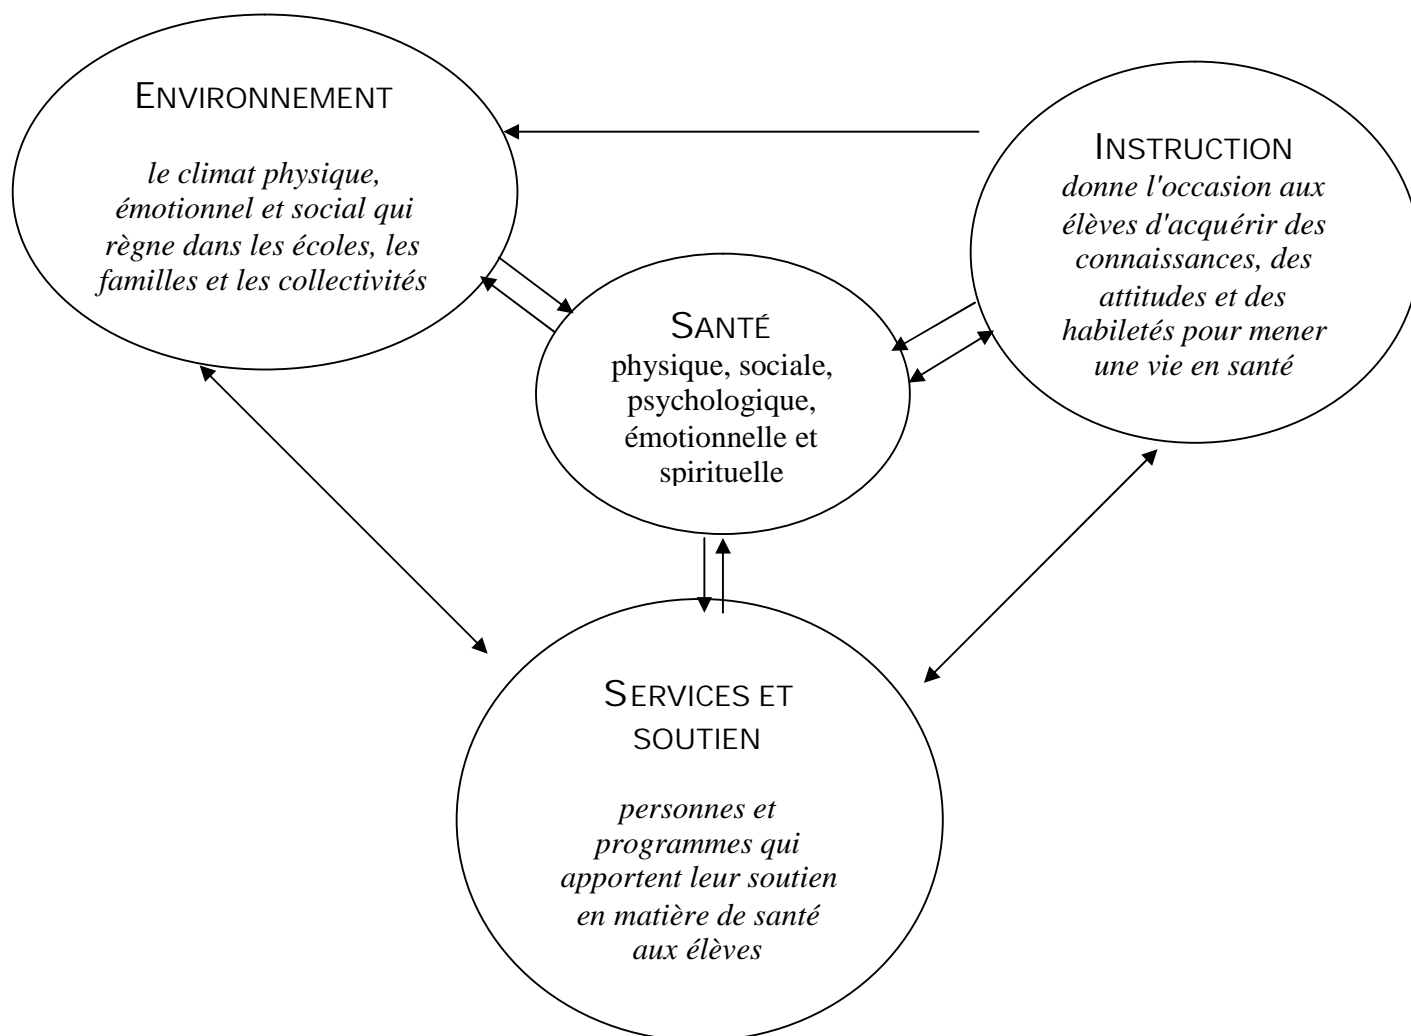 ENVIRONNEMENT
le climat physique,
émotionnel et social qui
règne dans les écoles, les
familles et les collectivités
INSTRUCTION
donne l'occasion aux
élèves d'acquérir des
connaissances, des
attitudes et des
habiletés pour mener
une vie en santé
SANTÉ
physique, sociale,
psychologique,
émotionnelle et
spirituelle
SERVICES ET
SOUTIEN
personnes et
programmes qui
apportent leur soutien
en matière de santé
aux élèves